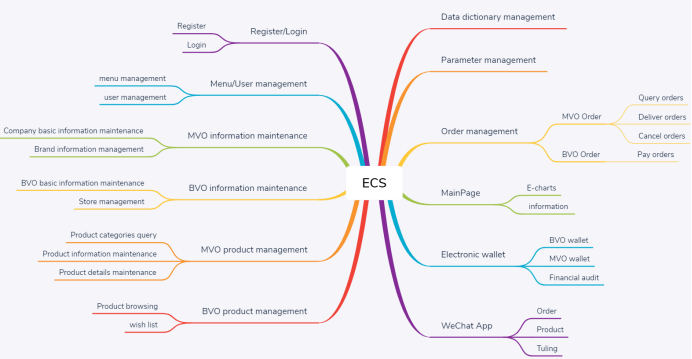 Register/Login
Register
Login
Menu/User management
menu management
user management
MVO information maintenance
Company basic information maintenance
Brand information management
BVO information maintenance
BVO basic information maintenance
Store management
MVO product management
Product categories query
Product information maintenance
Product details maintenance
BVO product management
Product browsing
wish list
ECS
Data dictionary management
Parameter management
Order management
MVO Order
Query orders
Deliver orders
Cancel orders
BVO Order
Pay orders
MainPage
E-charts
information
Electronic wallet
BVO wallet
MVO wallet
Financial audit
WeChat App
Order
Product
Tuling